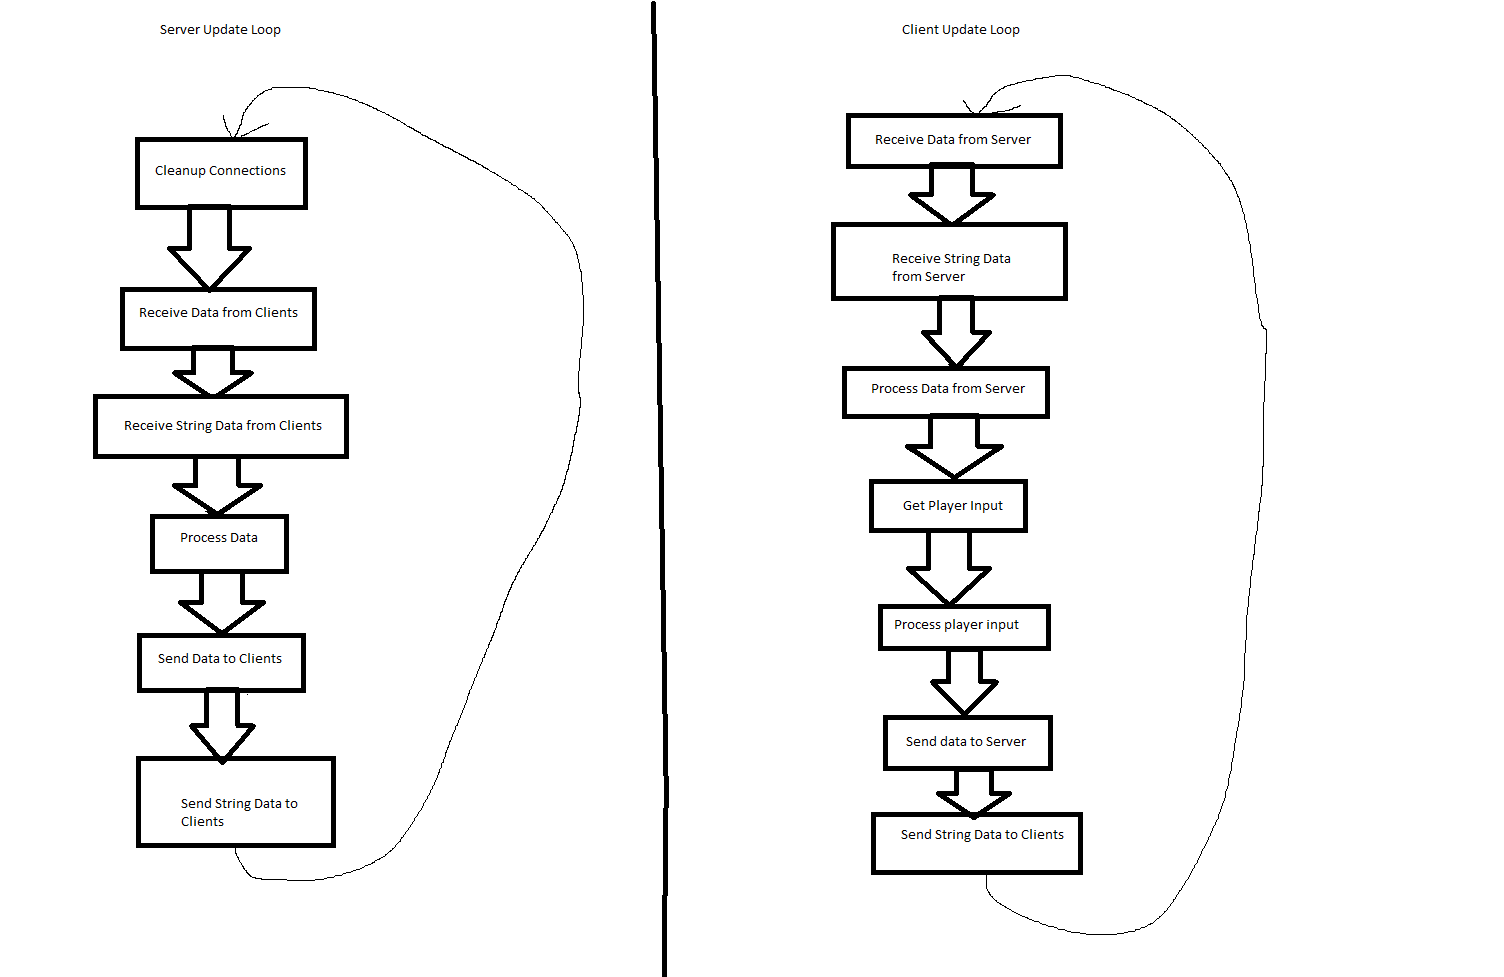 Server Update Loop
Cleanup Connections
Receive Data from Clients
Receive String Data from Clients
Process Data
Send Data to Clients
Send String Data to
Clients
Client Update Loop
Receive Data from Server
Receive String Data
from Server
Process Data from Server
Get Player Input
Process player input
Send data to Server
Send String Data to Clients